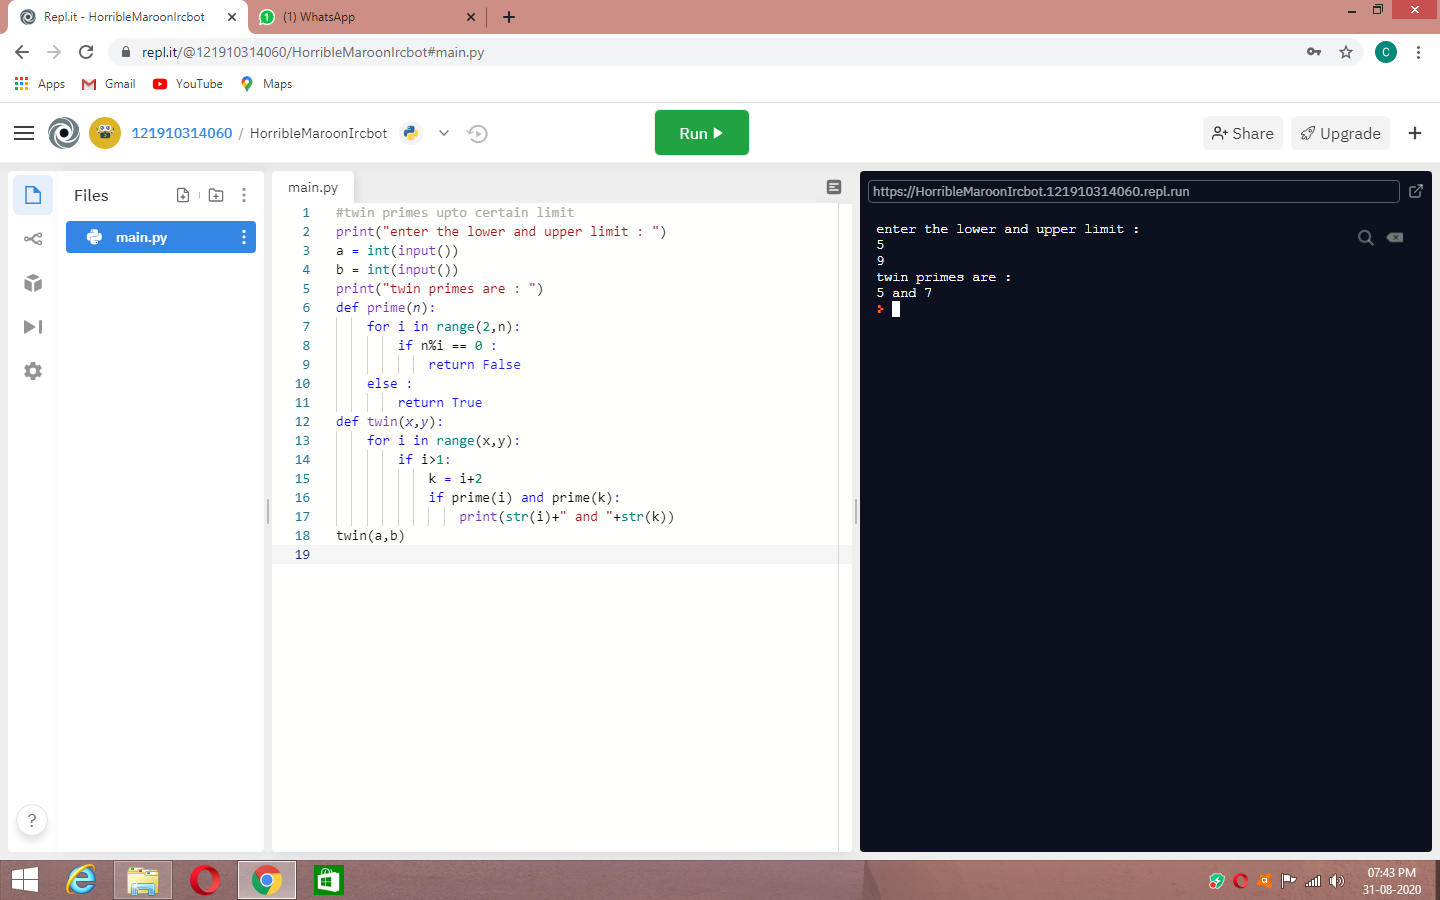 Repl.it - HorribleMaroonIrcbot
(1) WhatsApp
repl.it/@121910314060/HorribleMaroonIrcbot#main.py
C
Apps
Gmail
YouTube
Maps
121910314060 / HorribleMaroonIrcbot
Run
Share
Upgrade
Files
main.py
main.py
1 #twin primes upto certain limit
2 print("enter the lower and upper limit : ")
3 a = int(input())
4 b = int(input())
5 print("twin primes are : ")
6 def prime(n):
7 for i in range(2,n):
8 if n%i == 0 :
9 return False
10 else :
11 return True
12 def twin(x,y):
13 for i in range(x,y):
14 if i>1:
15 k = i+2
16 if prime(i) and prime(k):
17 print(str(i)+" and "+str(k))
18 twin(a,b)
19
https://HorribleMaroonIrcbot.121910314060.repl.run
enter the lower and upper limit :
5
9
twin primes are :
5 and 7
?
07:43 PM
31-08-2020